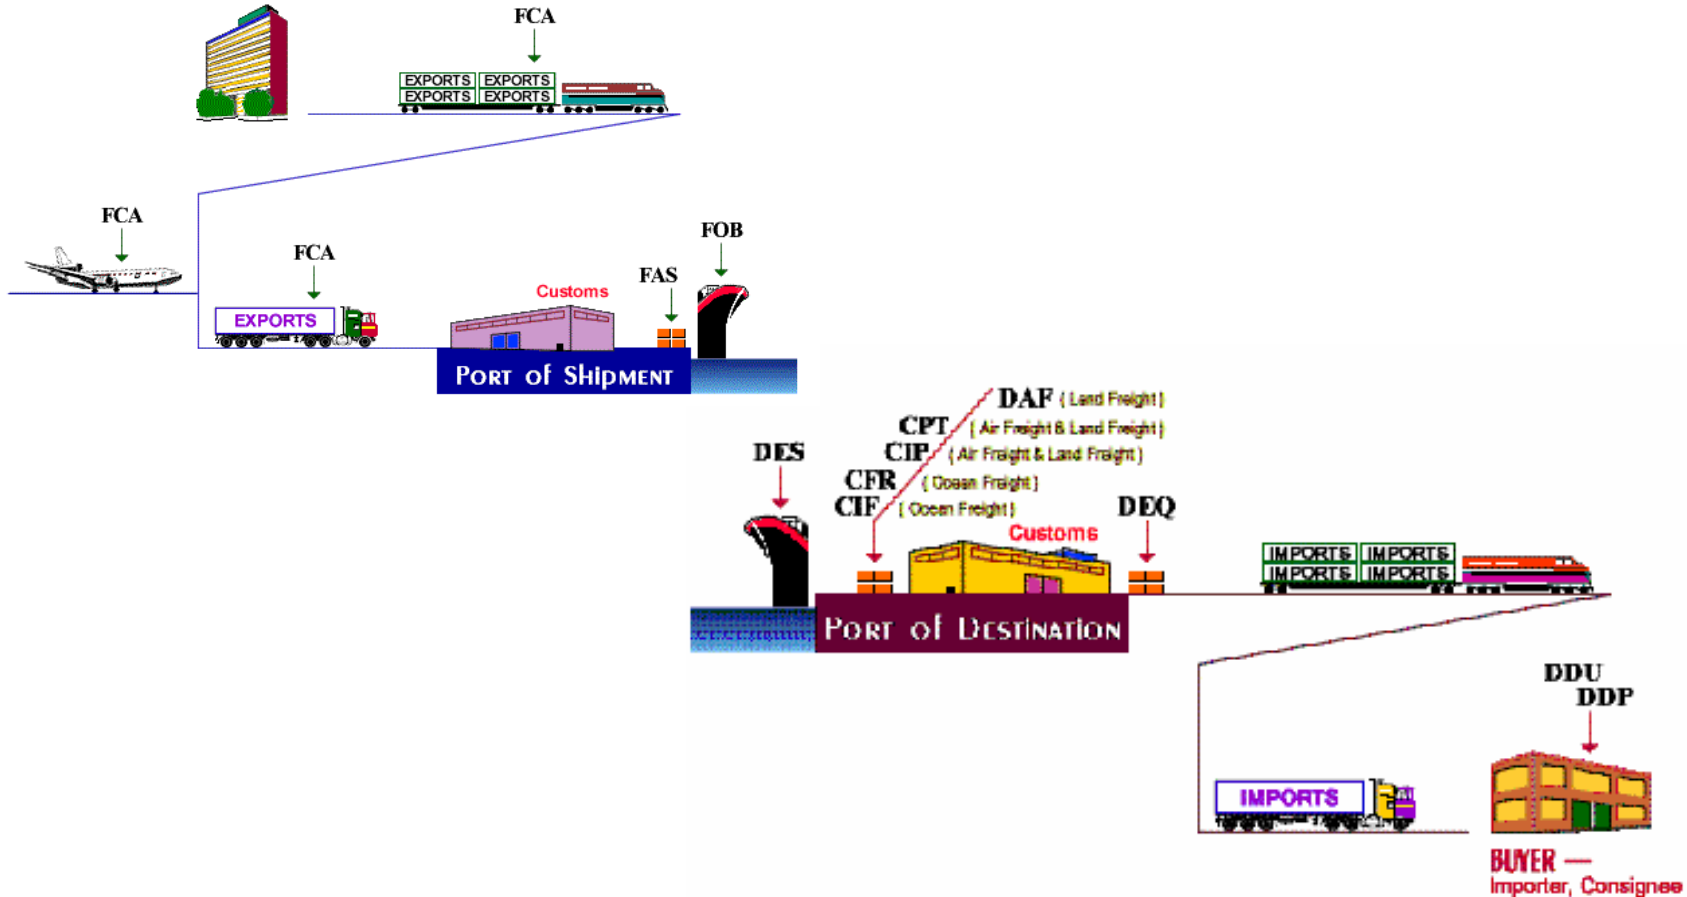 FCA
EXPORTS EXPORTS
EXPORTS EXPORTS
FCA
FCA
FAS
FOB
Customs
EXPORTS
PORT of SHIPMENT
DAF (Land Freight)
CPT (Air Freight & Land Freight)
CIP (Air Freight & Land Freight)
CFR (Ocean Freight)
CIF (Ocean Freight)
DES
DEQ
Customs
IMPORTS IMPORTS
IMPORTS IMPORTS
PORT of DESTINATION
DDU
DDP
IMPORTS
BUYER —
Importer, Consignee